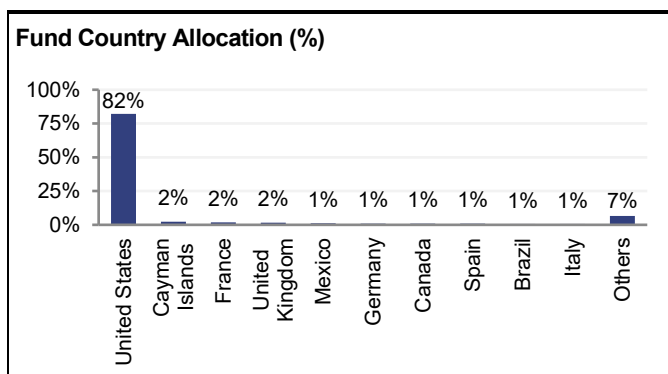 Fund Country Allocation (%)
100%
75%
50%
25%
0%
82%
2%
2%
2%
1%
1%
1%
1%
1%
1%
7%
United States
Cayman
Islands
France
United
Kingdom
Mexico
Germany
Canada
Spain
Brazil
Italy
Others